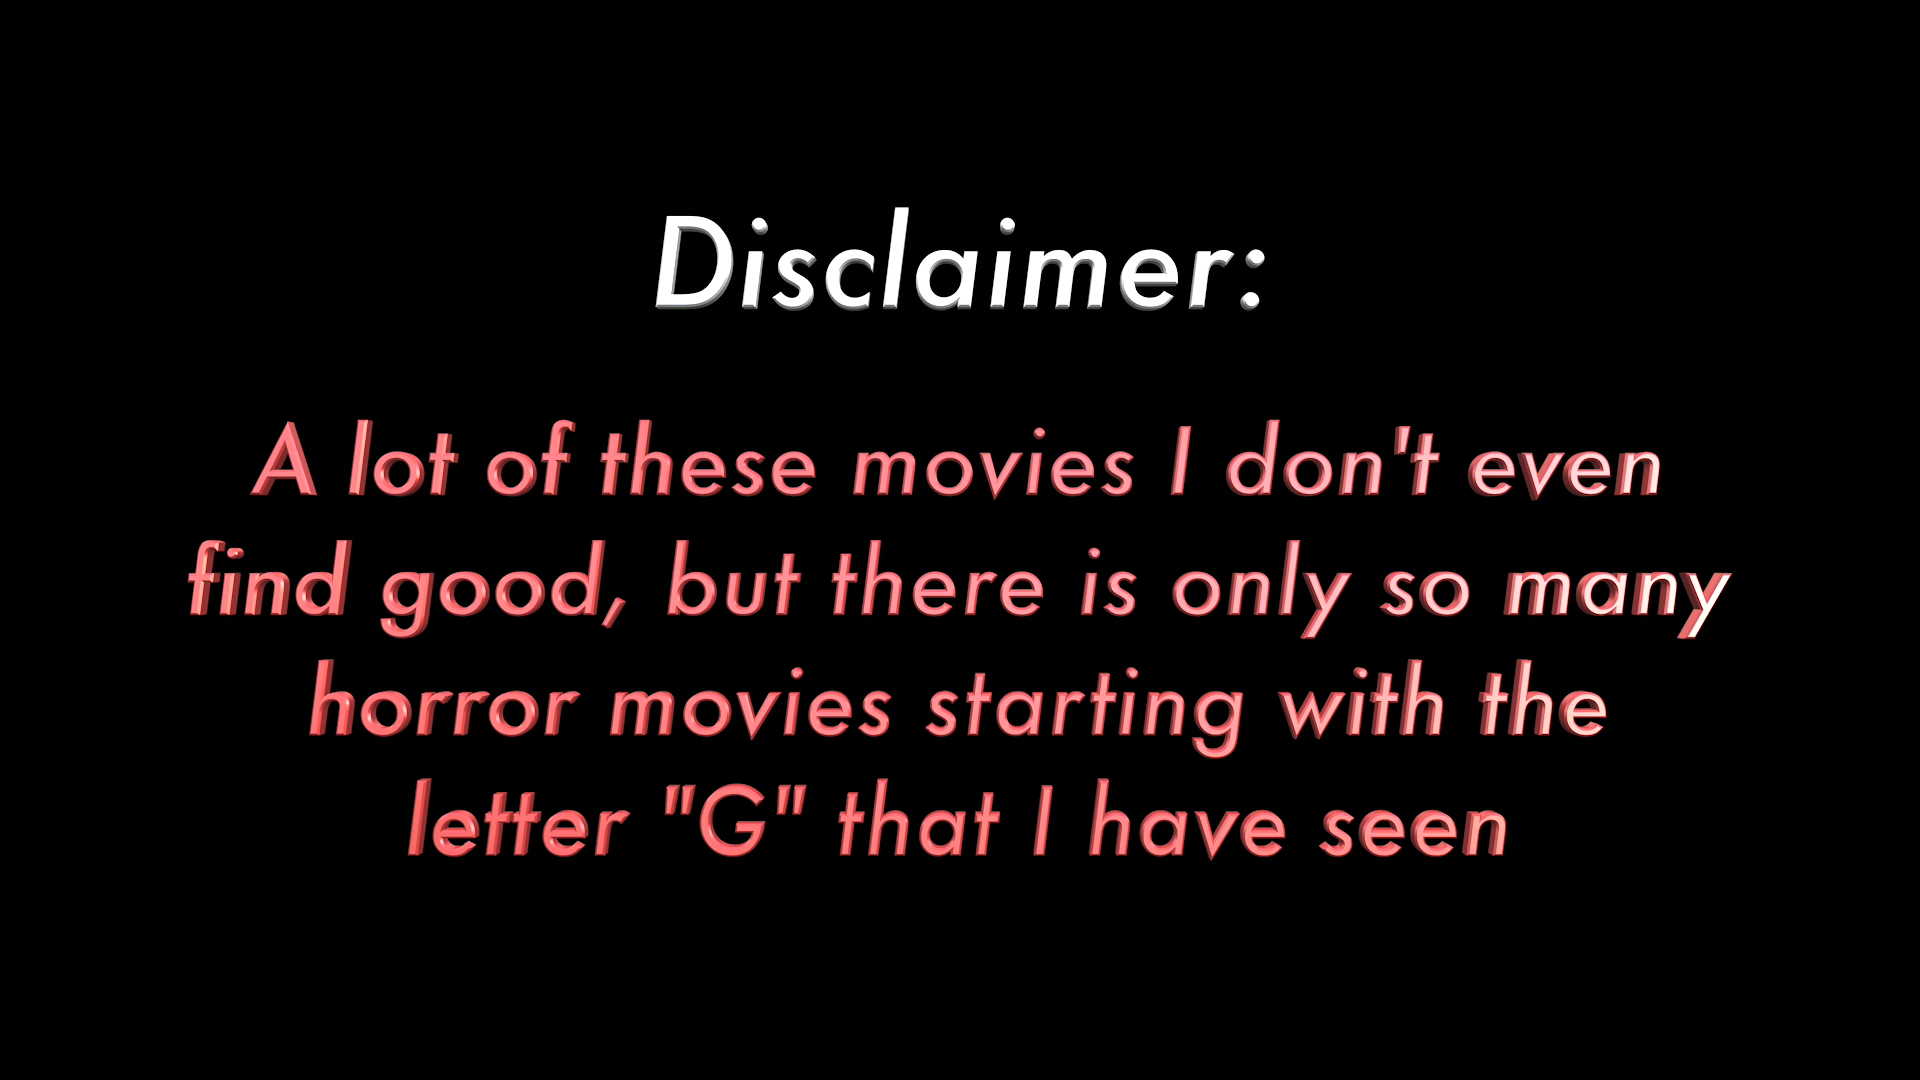 Disclaimer:
A lot of these movies I don't even
find good, but there is only so many
horror movies starting with the
letter "G" that I have seen